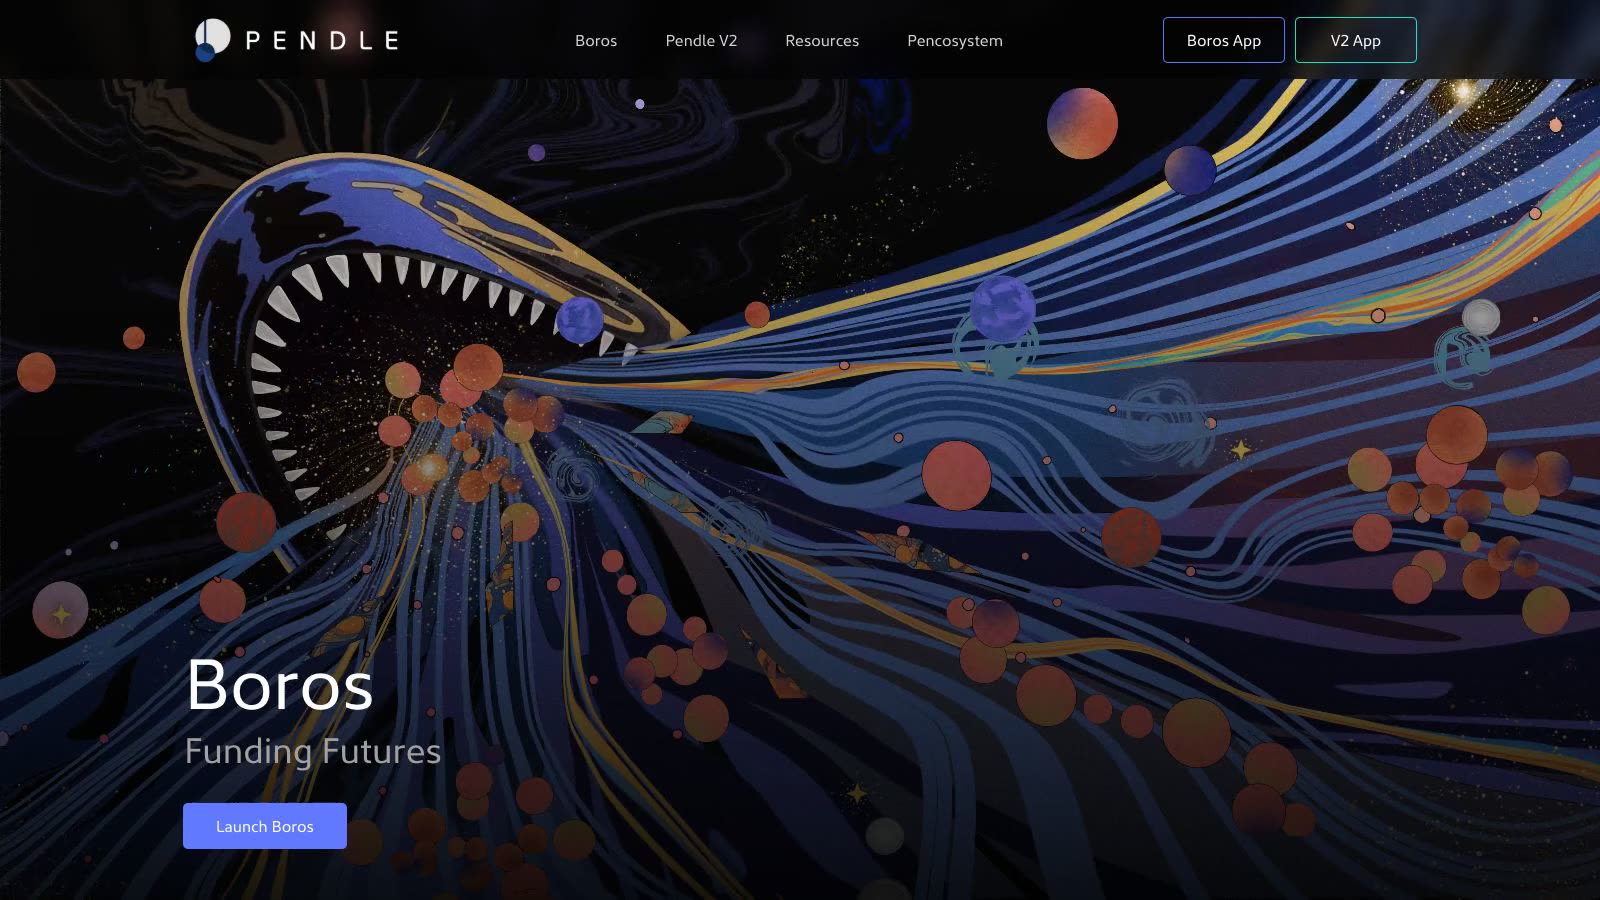 PENDLE
Boros
Pendle V2
Resources
Pencosystem
Boros App
V2 App
Boros
Funding Futures
Launch Boros